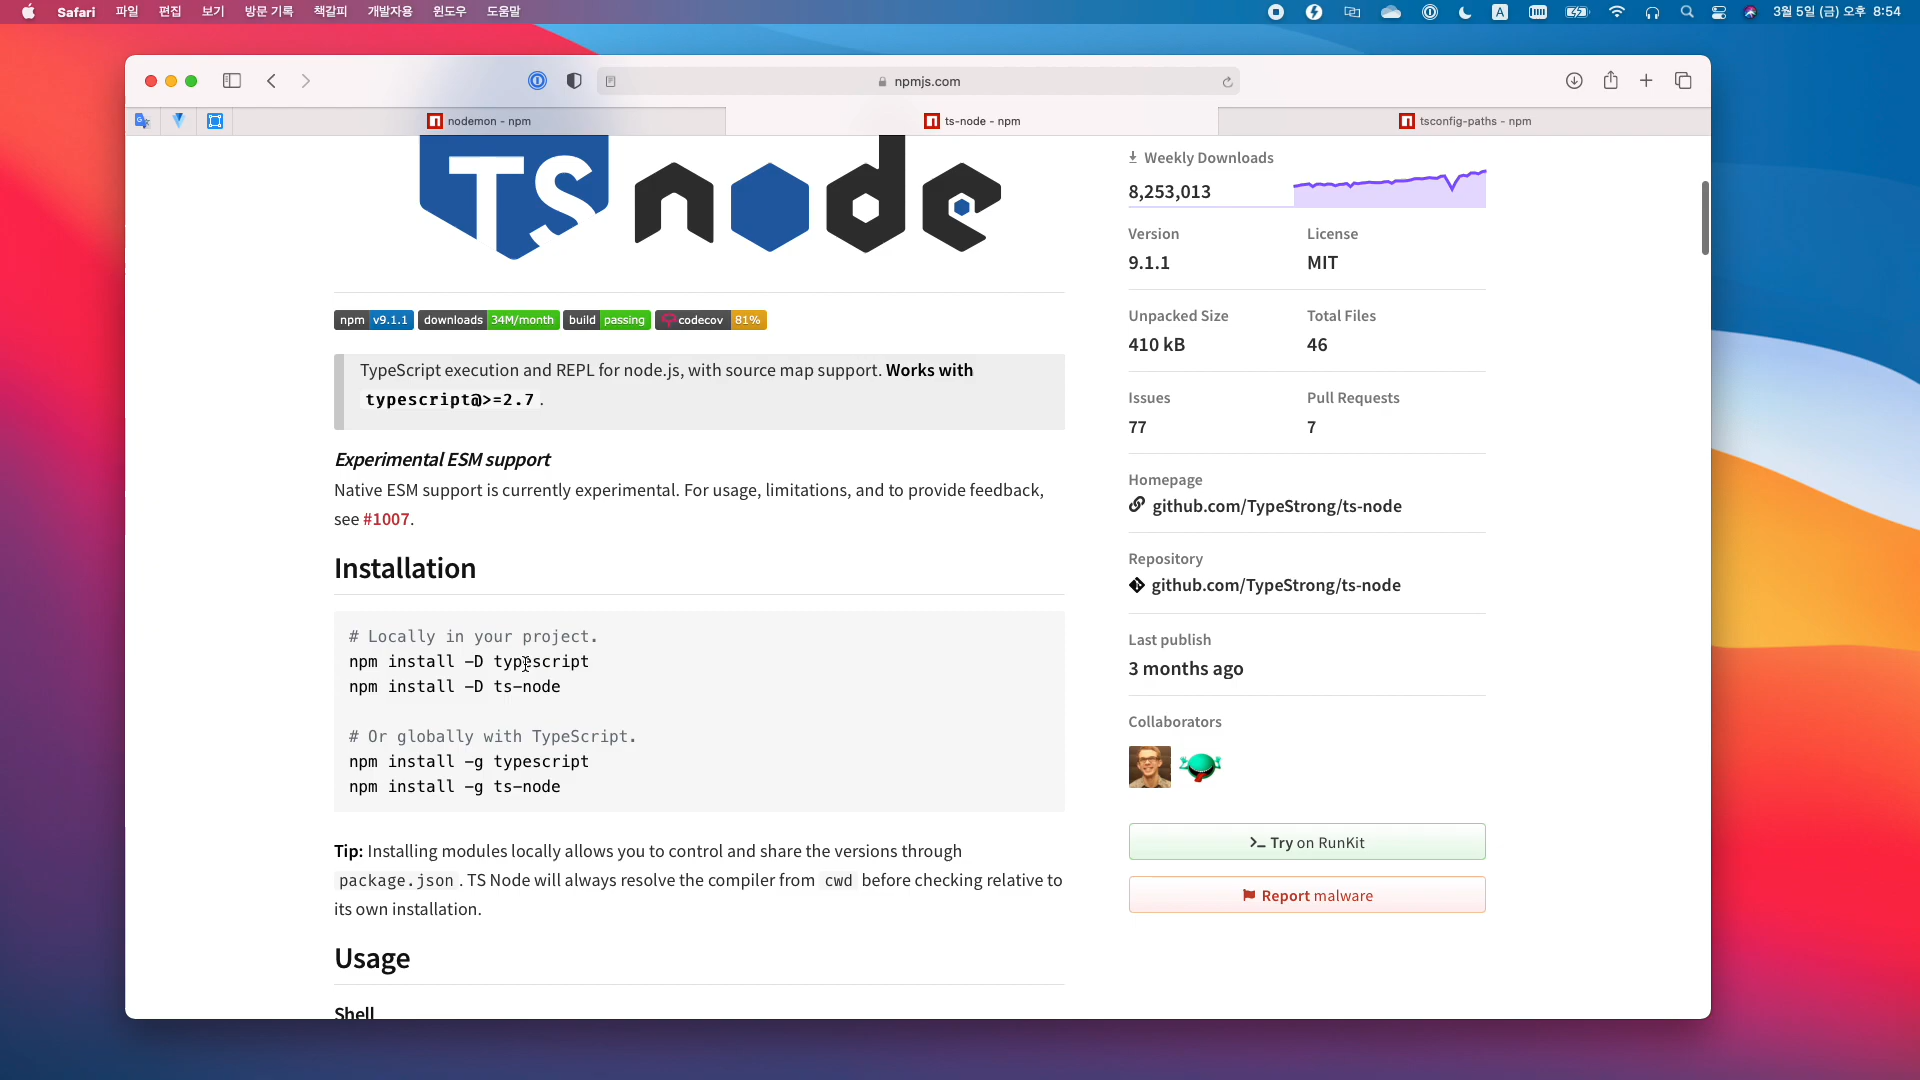 Safari 파일 편집 보기 방문 기록 책갈피 개발자용 윈도우 도움말
A
3월 5일 (금) 오후 8:54
npmjs.com
nodemon - npm
ts-node - npm
tsconfig-paths - npm
TS node
npm v9.1.1 downloads 34M/month build passing codecov 81%
TypeScript execution and REPL for node.js, with source map support. Works with
typescript@>=2.7 .
Experimental ESM support
Native ESM support is currently experimental. For usage, limitations, and to provide feedback,
see #1007.
Installation
# Locally in your project.
npm install -D typescript
npm install -D ts-node
# Or globally with TypeScript.
npm install -g typescript
npm install -g ts-node
Tip: Installing modules locally allows you to control and share the versions through
package.json . TS Node will always resolve the compiler from cwd before checking relative to
its own installation.
Usage
Shell
Weekly Downloads
8,253,013
Version License
9.1.1 MIT
Unpacked Size Total Files
410 kB 46
Issues Pull Requests
77 7
Homepage
github.com/TypeStrong/ts-node
Repository
github.com/TypeStrong/ts-node
Last publish
3 months ago
Collaborators
Try on RunKit
Report malware